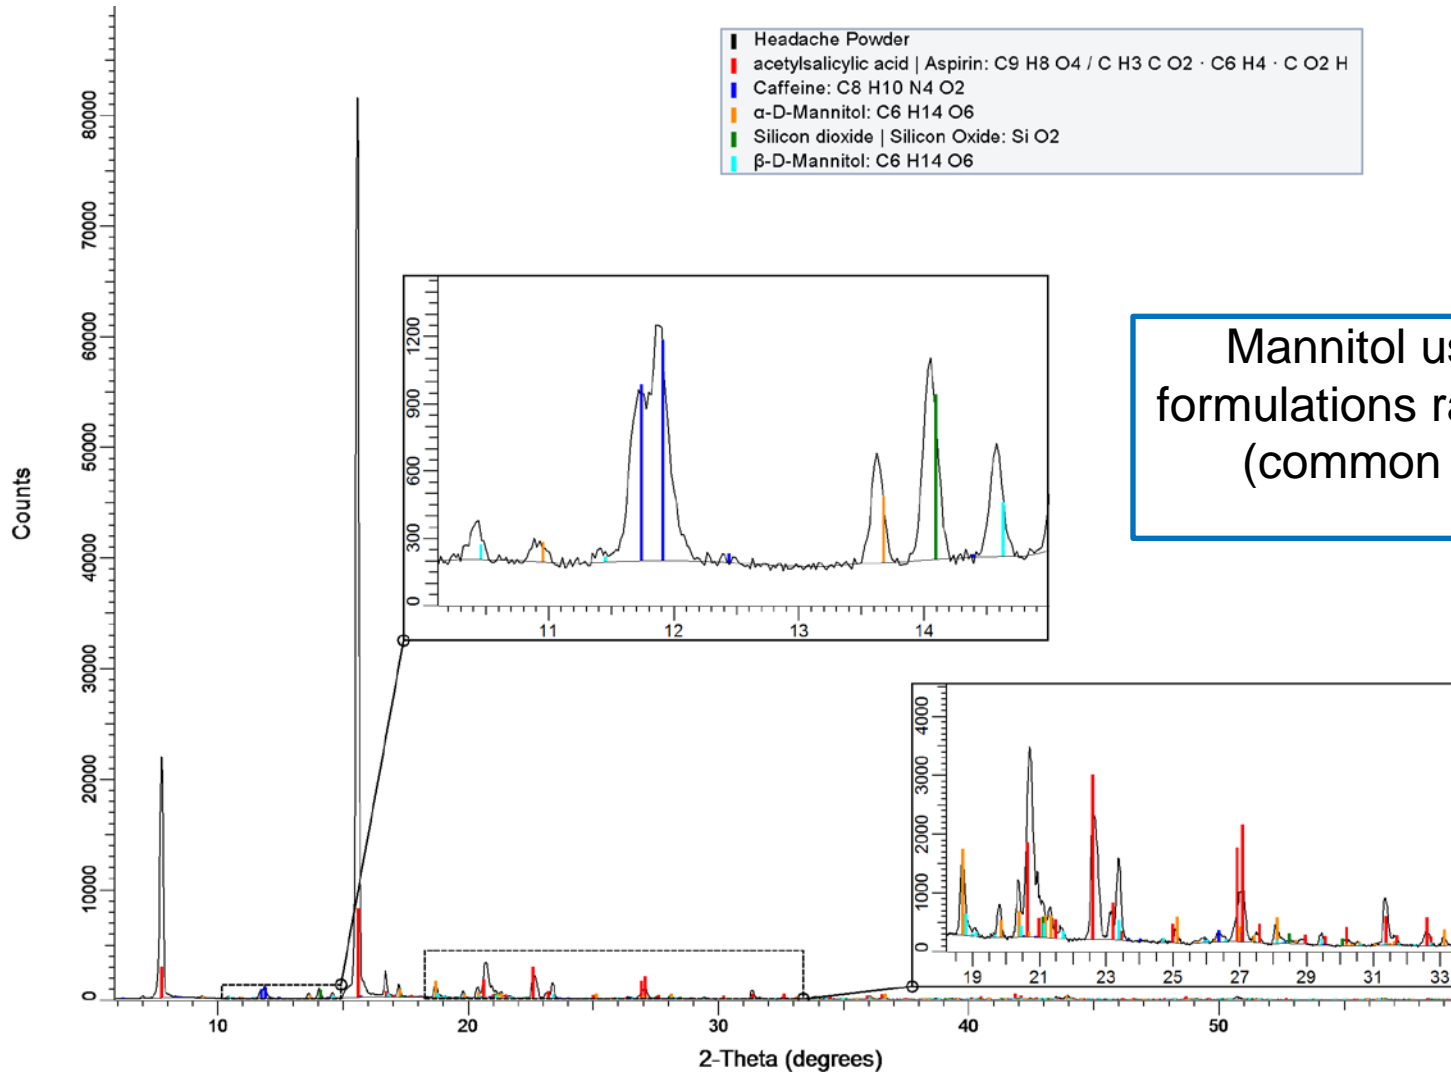 Headache Powder
acetylsalicylic acid | Aspirin: C9 H8 O4 / C H3 C O2 · C6 H4 · C O2 H
Caffeine: C8 H10 N4 O2
α-D-Mannitol: C6 H14 O6
Silicon dioxide | Silicon Oxide: Si O2
β-D-Mannitol: C6 H14 O6
Counts
80000
70000
60000
50000
40000
30000
20000
10000
0
1200
900
600
300
0
11 12 13 14
Mannitol
formulations
(common
4000
3000
2000
1000
0
19 21 23 25 27 29 31 33
10 20 30 40 50
2-Theta (degrees)